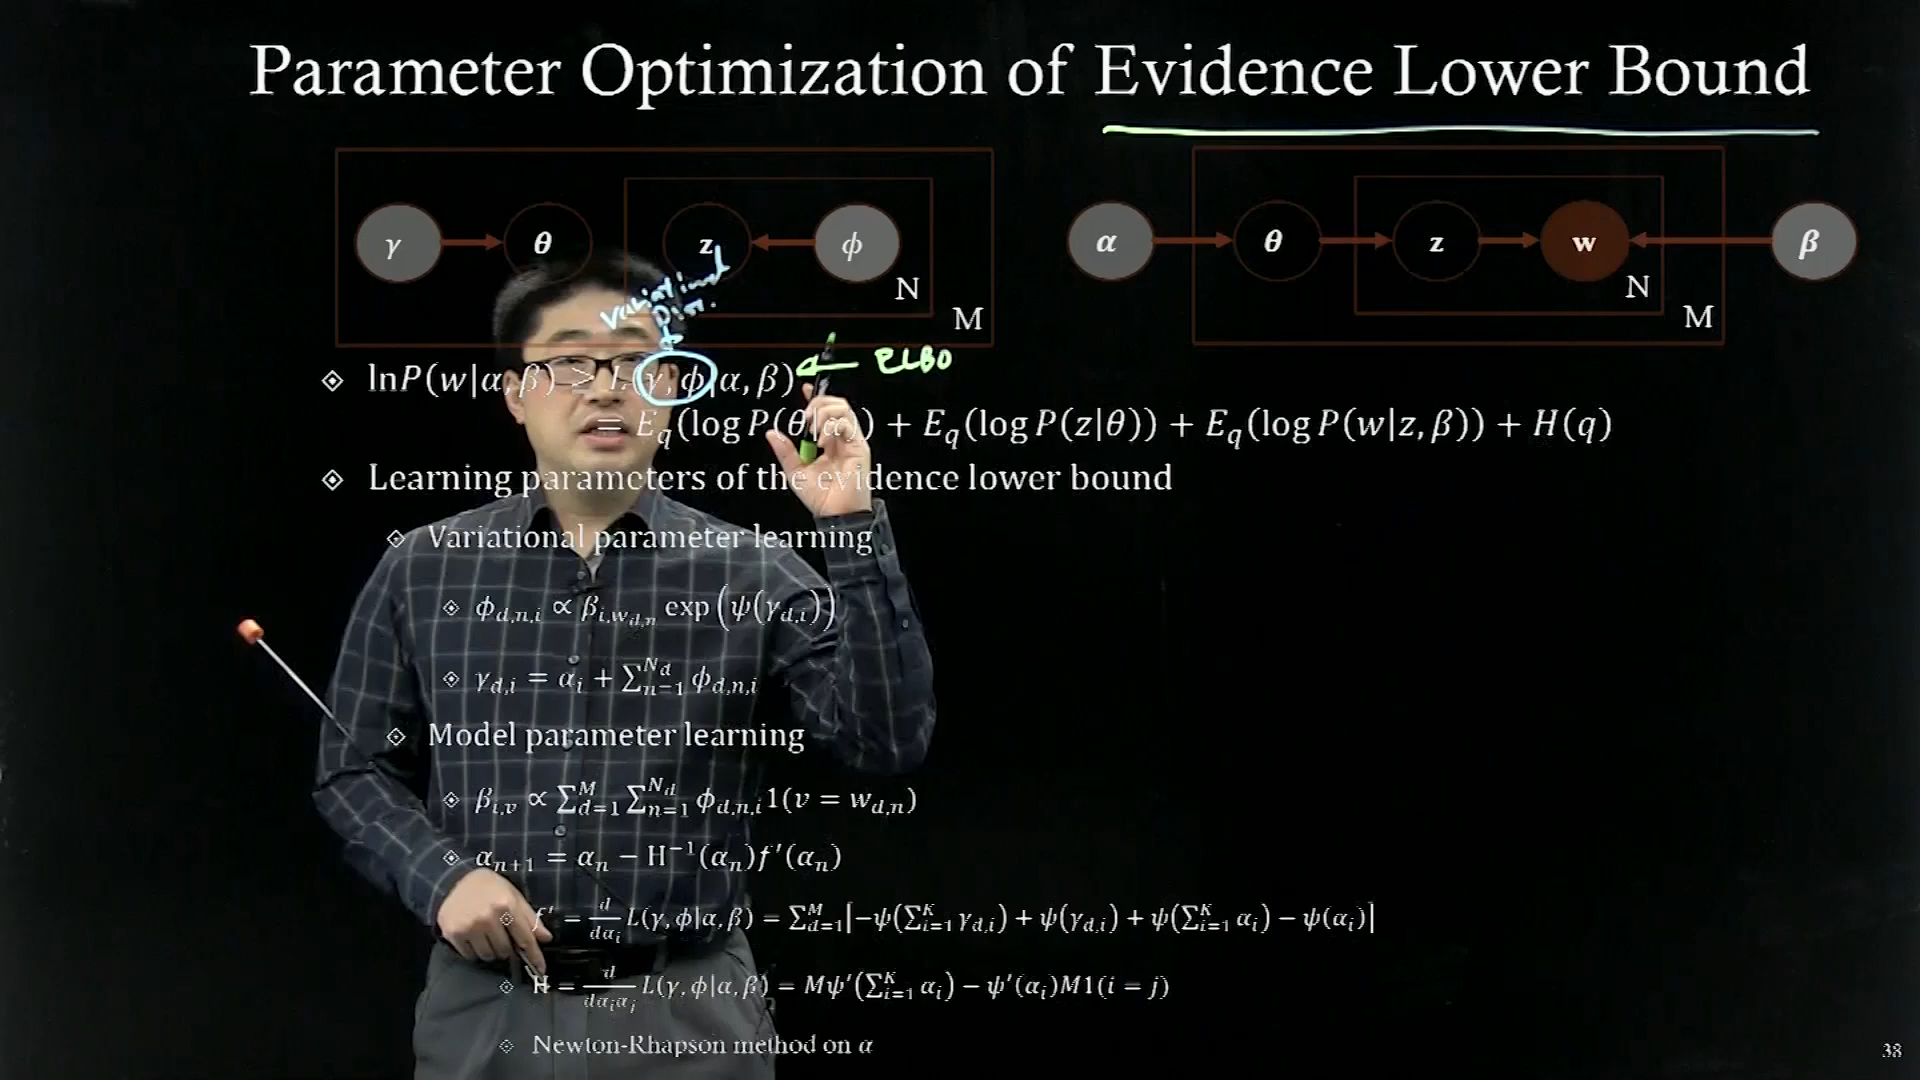 Parameter Optimization of Evidence Lower Bound
γ θ z ϕ N M
α θ z w β N M
Variational
Dist.
⟐ lnP(w|α, β) ≥ L(γ, ϕ|α, β) ELBO
= E_q(log P(θ|α)) + E_q(log P(z|θ)) + E_q(log P(w|z, β)) + H(q)
⟐ Learning parameters of the evidence lower bound
⟐ Variational parameter learning
⟐ ϕ_{d,n,i} ∝ β_{i,w_{d,n}} exp(ψ(γ_{d,i}))
⟐ γ_{d,i} = α_i + ∑_{n=1}^{N_d} ϕ_{d,n,i}
⟐ Model parameter learning
⟐ β_{i,v} ∝ ∑_{d=1}^{M} ∑_{n=1}^{N_d} ϕ_{d,n,i} 1(v = w_{d,n})
⟐ α_{n+1} = α_n − H^{−1}(α_n)f′(α_n)
⟐ f′ = d/dα_i L(γ, ϕ|α, β) = ∑_{d=1}^{M}[−ψ(∑_{i=1}^{K} γ_{d,i}) + ψ(γ_{d,i}) + ψ(∑_{i=1}^{K} α_i) − ψ(α_i)]
⟐ H = d/dα_iα_j L(γ, ϕ|α, β) = Mψ′(∑_{i=1}^{K} α_i) − ψ′(α_i)M1(i = j)
⟐ Newton-Rhapson method on α
38